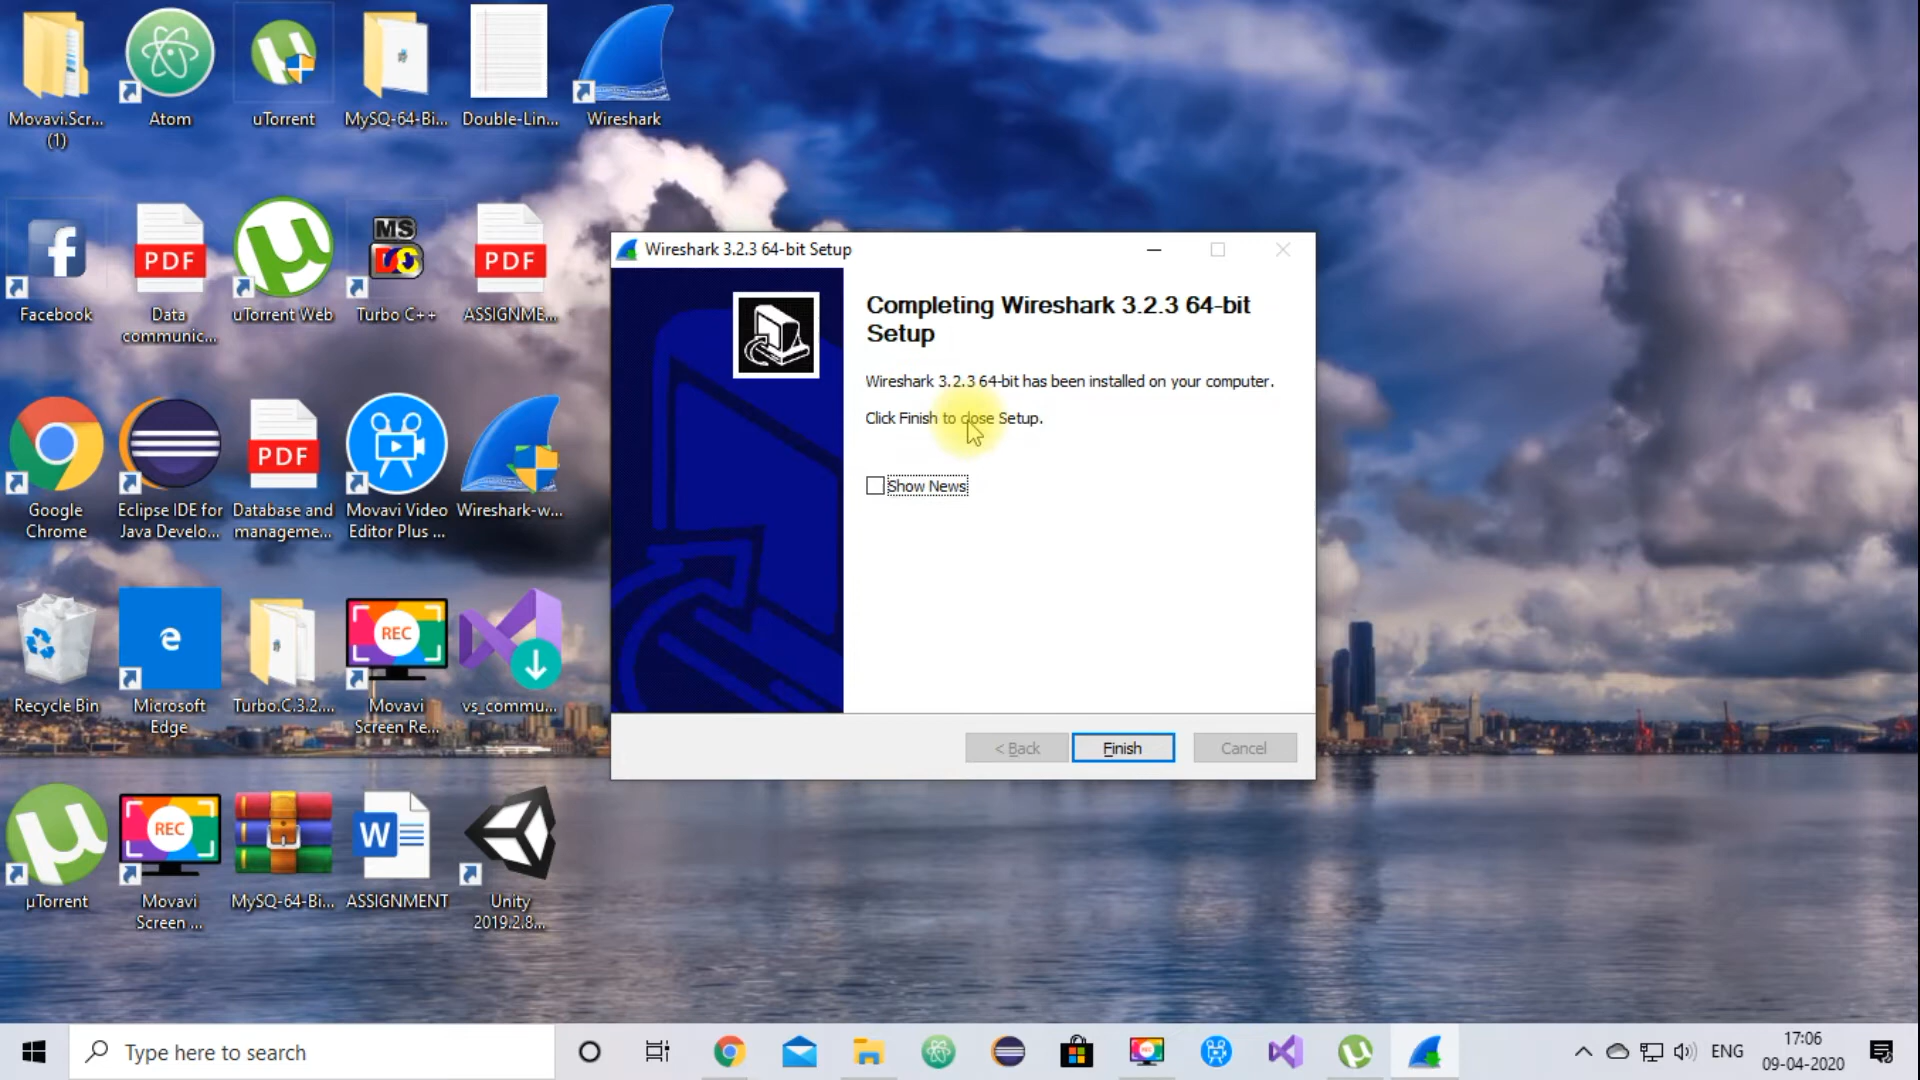 Movavi.Scr...
(1)
Atom
uTorrent
MySQ-64-Bi...
Double-Lin...
Wireshark
Facebook
PDF
Data
communic...
uTorrent Web
MS
Turbo C++
PDF
ASSIGNME...
Google
Chrome
Eclipse IDE for
Java Develo...
PDF
Database and
manageme...
Movavi Video
Editor Plus ...
Wireshark-w...
Recycle Bin
Microsoft
Edge
Turbo.C.3.2....
REC
Movavi
Screen Re...
vs_commu...
µTorrent
REC
Movavi
Screen ...
MySQ-64-Bi...
W
ASSIGNMENT
Unity
2019.2.8...
Wireshark 3.2.3 64-bit Setup
Completing Wireshark 3.2.3 64-bit
Setup
Wireshark 3.2.3 64-bit has been installed on your computer.
Click Finish to close Setup.
Show News
< Back
Finish
Cancel
Type here to search
ENG
17:06
09-04-2020